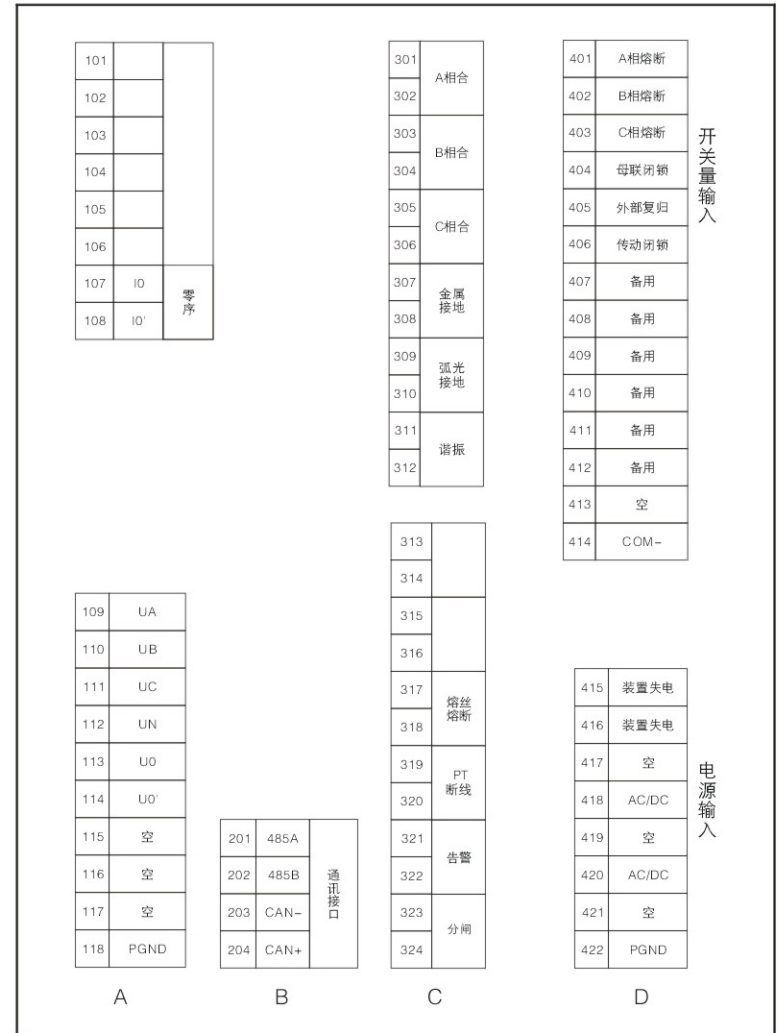 101
102
103
104
105
106
107 I0
108 I0'
零序
109 UA
110 UB
111 UC
112 UN
113 U0
114 U0'
115 空
116 空
117 空
118 PGND
A
201 485A
202 485B
203 CAN-
204 CAN+
通讯接口
B
301
302
A相合
303
304
B相合
305
306
C相合
307
308
金属
接地
309
310
弧光
接地
311
312
谐振
313
314
315
316
317
318
熔丝
熔断
319
320
PT
断线
321
322
告警
323
324
分闸
C
401 A相熔断
402 B相熔断
403 C相熔断
404 母联闭锁
405 外部复归
406 传动闭锁
407 备用
408 备用
409 备用
410 备用
411 备用
412 备用
413 空
414 COM-
开关量输入
415 装置失电
416 装置失电
417 空
418 AC/DC
419 空
420 AC/DC
421 空
422 PGND
电源输入
D